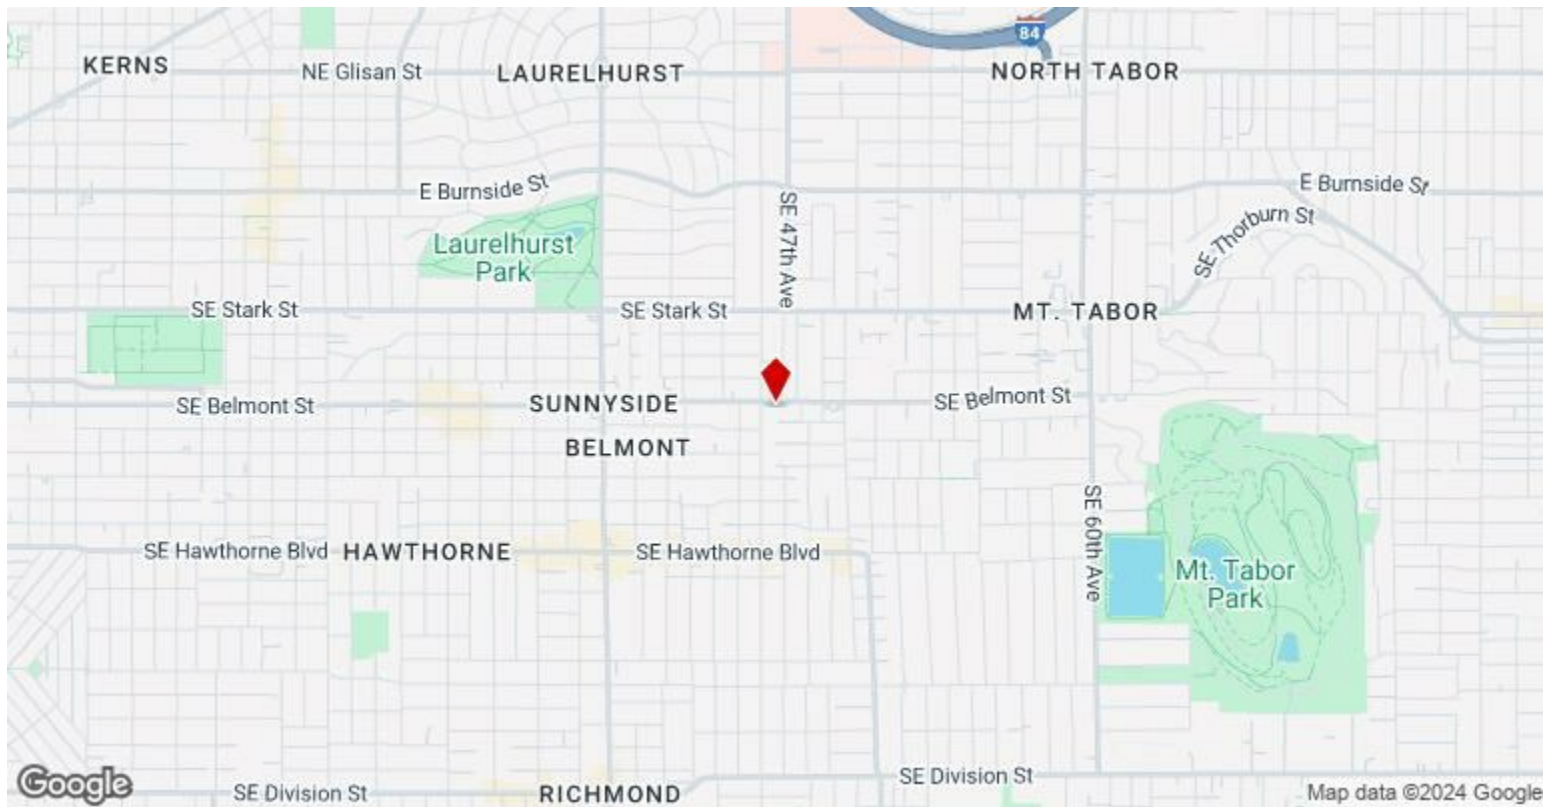 84
KERNS
NE Glisan St
LAURELHURST
NORTH TABOR
E Burnside St
E Burnside St
SE 47th Ave
SE Thorburn St
Laurelhurst
Park
SE Stark St
SE Stark St
MT. TABOR
SE Belmont St
SUNNYSIDE
SE Belmont St
BELMONT
SE 60th Ave
SE Hawthorne Blvd
HAWTHORNE
SE Hawthorne Blvd
Mt. Tabor
Park
Google
SE Division St
RICHMOND
SE Division St
Map data ©2024 Google